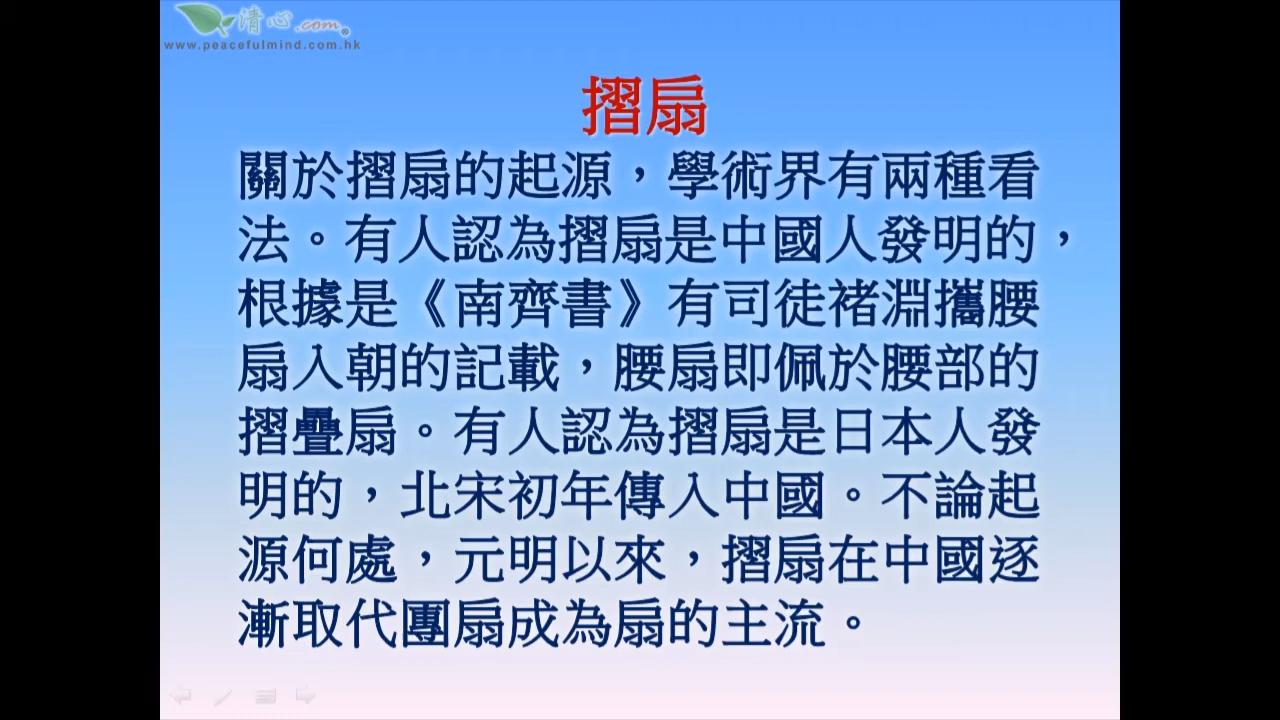 清心.com
www.peacefulmind.com.hk
摺扇
關於摺扇的起源，學術界有兩種看
法。有人認為摺扇是中國人發明的，
根據是《南齊書》有司徒褚淵攜腰
扇入朝的記載，腰扇即佩於腰部的
摺疊扇。有人認為摺扇是日本人發
明的，北宋初年傳入中國。不論起
源何處，元明以來，摺扇在中國逐
漸取代團扇成為扇的主流。